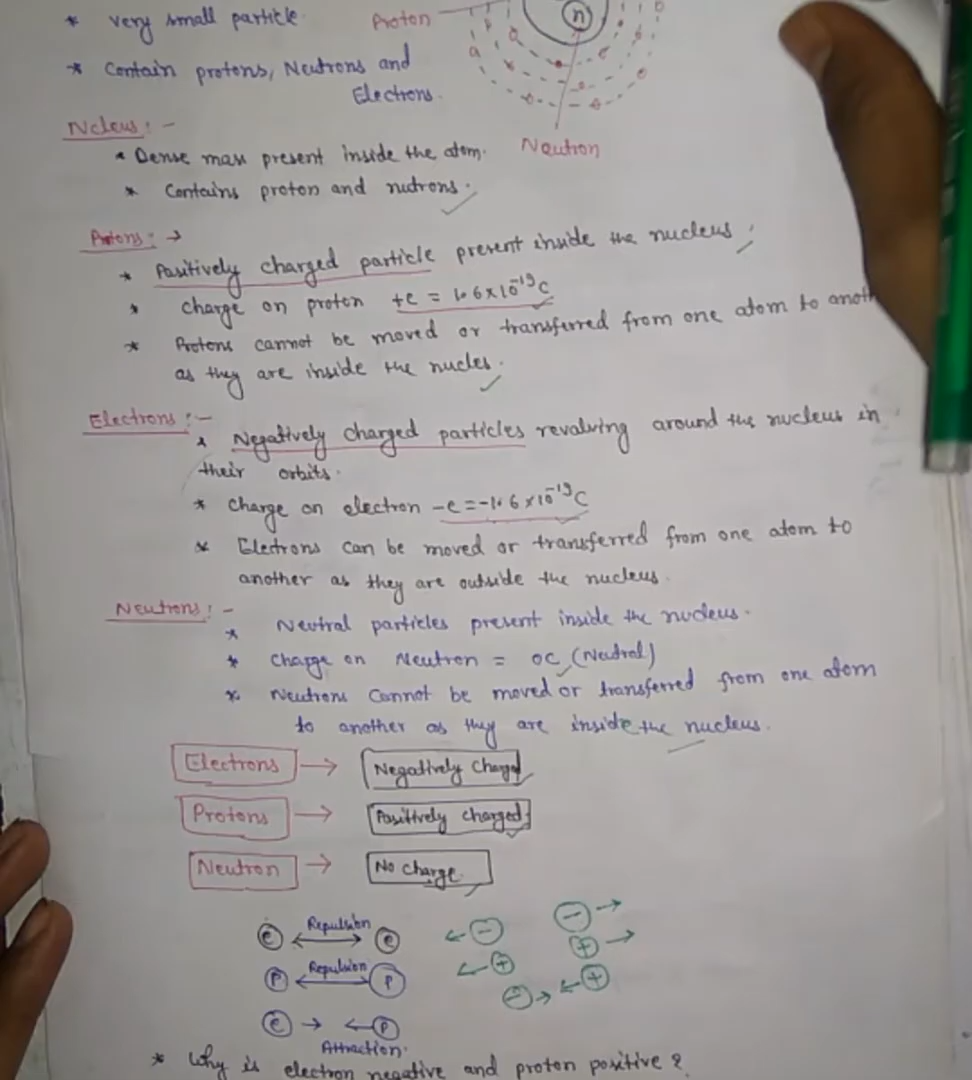 * very small particle.
Proton
n
* Contain protons, Neutrons and
Electrons.
Neutron
Ncleus: -
* Dense mass present inside the atom.
* Contains proton and nutrons.
Protons: →
* Positively charged particle present inside the nucleus.
* charge on proton +e = 1.6x10⁻¹⁹C
* Protons cannot be moved or transferred from one atom to anoth
as they are inside the nucles.
Electrons: -
* Negatively charged particles revolving around the nucleus in
their orbits.
* charge on electron -e = -1.6x10⁻¹⁹C
* Electrons can be moved or transferred from one atom to
another as they are outside the nucleus.
Neutrons: -
* Neutral particles present inside the nucleus.
* Charge on Neutron = 0C (Neutral)
* Neutrons Cannot be moved or transferred from one atom
to another as they are inside the nucleus.
Electrons → Negatively Charged
Protons → Positively charged
Neutron → No charge
e Repulsion e
P Repulsion P
e → ← P
Attraction.
← − − →
← + + →
− → ← +
* Why is electron negative and proton positive?